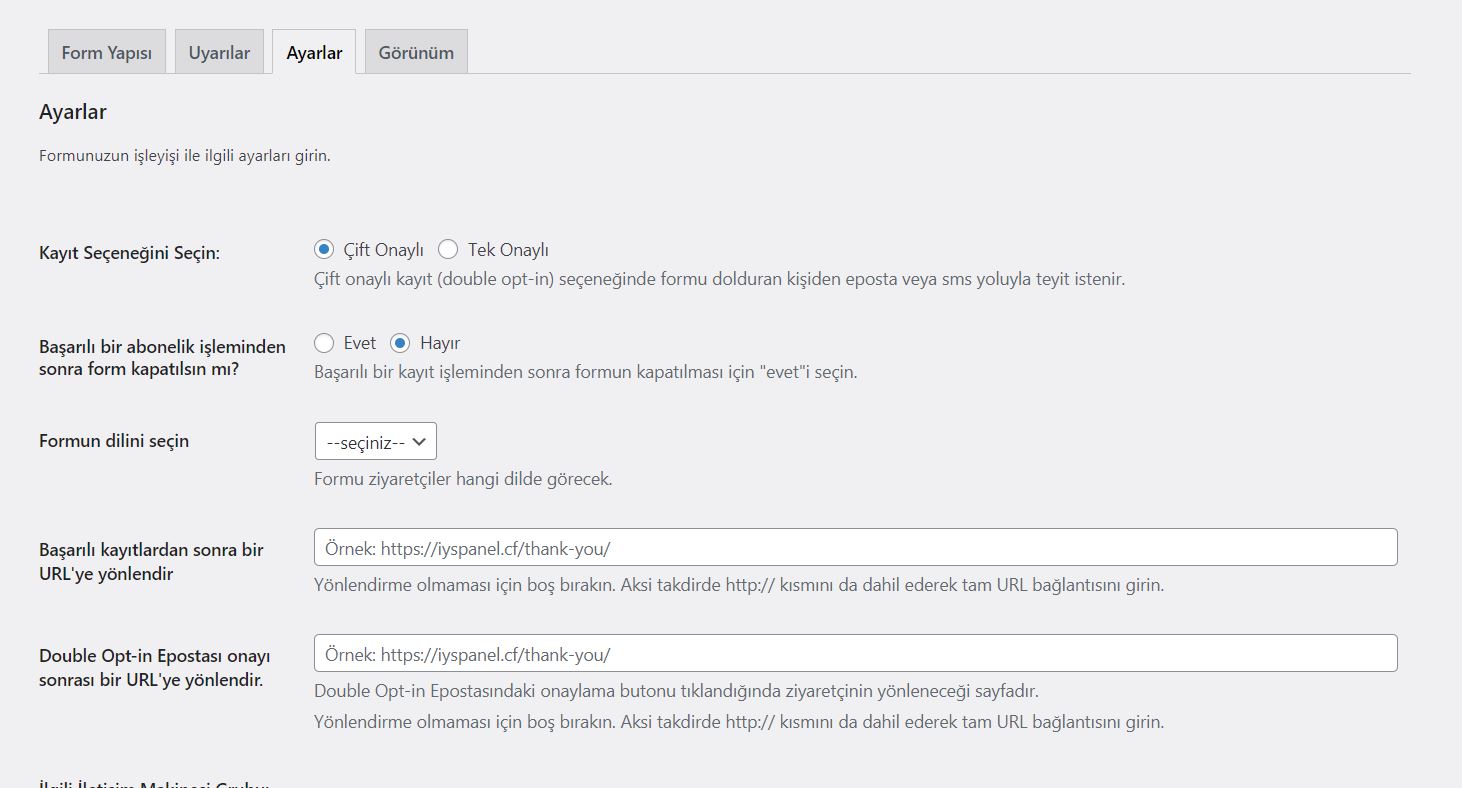 Form Yapısı Uyarılar Ayarlar Görünüm
Ayarlar
Formunuzun işleyişi ile ilgili ayarları girin.
Kayıt Seçeneğini Seçin:
Çift Onaylı Tek Onaylı
Çift onaylı kayıt (double opt-in) seçeneğinde formu dolduran kişiden eposta veya sms yoluyla teyit istenir.
Başarılı bir abonelik işleminden
sonra form kapatılsın mı?
Evet Hayır
Başarılı bir kayıt işleminden sonra formun kapatılması için "evet"i seçin.
Formun dilini seçin
--seçiniz--
Formu ziyaretçiler hangi dilde görecek.
Başarılı kayıtlardan sonra bir
URL'ye yönlendir
Örnek: https://iyspanel.cf/thank-you/
Yönlendirme olmaması için boş bırakın. Aksi takdirde http:// kısmını da dahil ederek tam URL bağlantısını girin.
Double Opt-in Epostası onayı
sonrası bir URL'ye yönlendir.
Örnek: https://iyspanel.cf/thank-you/
Double Opt-in Epostasındaki onaylama butonu tıklandığında ziyaretçinin yönleneceği sayfadır.
Yönlendirme olmaması için boş bırakın. Aksi takdirde http:// kısmını da dahil ederek tam URL bağlantısını girin.